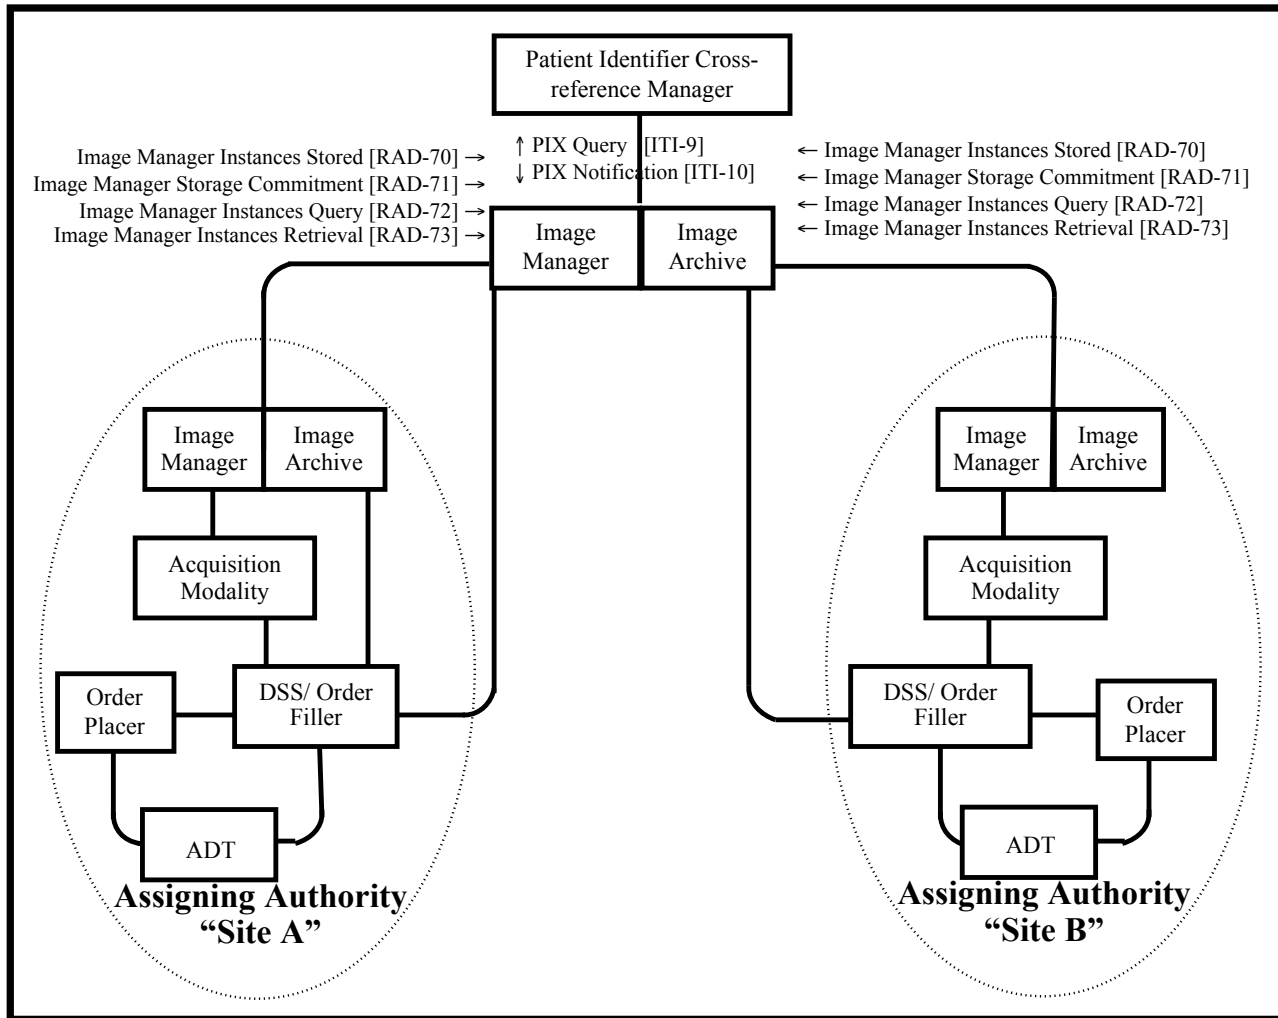 Patient Identifier Cross-
reference Manager
Image Manager Instances Stored [RAD-70] →
Image Manager Storage Commitment [RAD-71] →
Image Manager Instances Query [RAD-72] →
Image Manager Instances Retrieval [RAD-73] →
↑ PIX Query [ITI-9]
↓ PIX Notification [ITI-10]
← Image Manager Instances Stored [RAD-70]
← Image Manager Storage Commitment [RAD-71]
← Image Manager Instances Query [RAD-72]
← Image Manager Instances Retrieval [RAD-73]
Image
Manager
Image
Archive
Image
Manager
Image
Archive
Acquisition
Modality
Order
Placer
DSS/ Order
Filler
ADT
Assigning Authority
“Site A”
Image
Manager
Image
Archive
Acquisition
Modality
DSS/ Order
Filler
Order
Placer
ADT
Assigning Authority
“Site B”